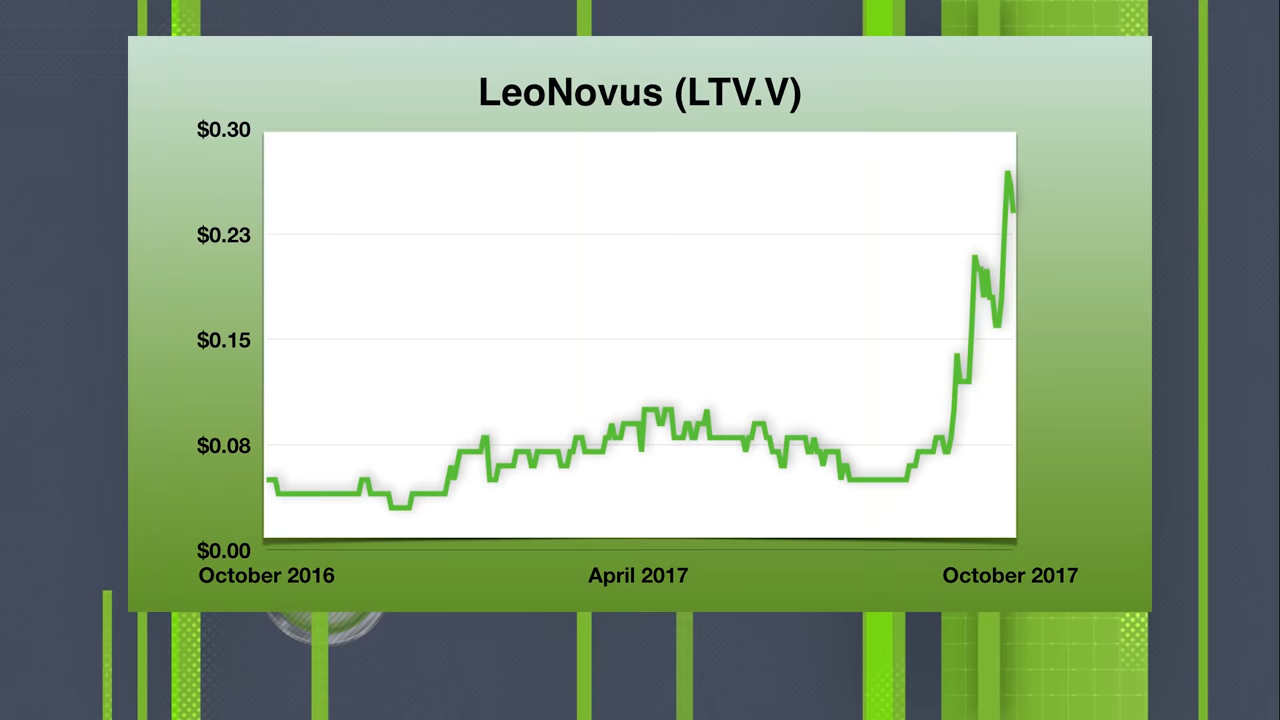 LeoNovus (LTV.V)
$0.30
$0.23
$0.15
$0.08
$0.00
October 2016 April 2017 October 2017